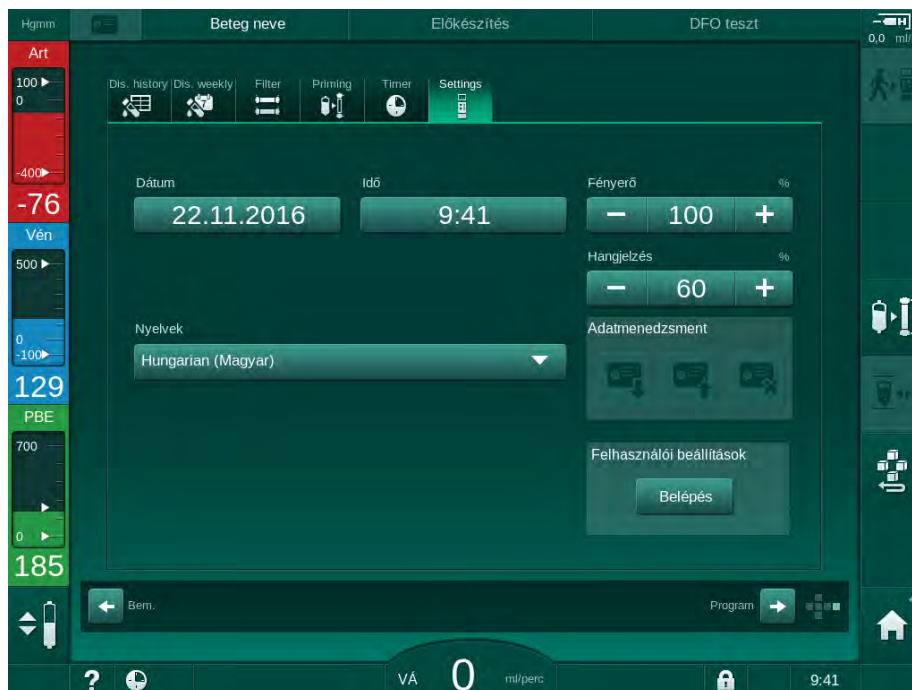 Hgmm
Beteg neve
Előkészítés
DFO teszt
0,0 ml/
Art
100
0
-400
-76
Vén
500
0
-100
129
PBE
700
0
185
Dis. history
Dis. weekly
Filter
Priming
Timer
Settings
Dátum
Idő
Fényerő %
22.11.2016
9:41
− 100 +
Hangjelzés %
− 60 +
Nyelvek
Adatmenedzsment
Hungarian (Magyar)
Felhasználói beállítások
Belépés
Bem.
Program
?
VÁ 0 ml/perc
9:41